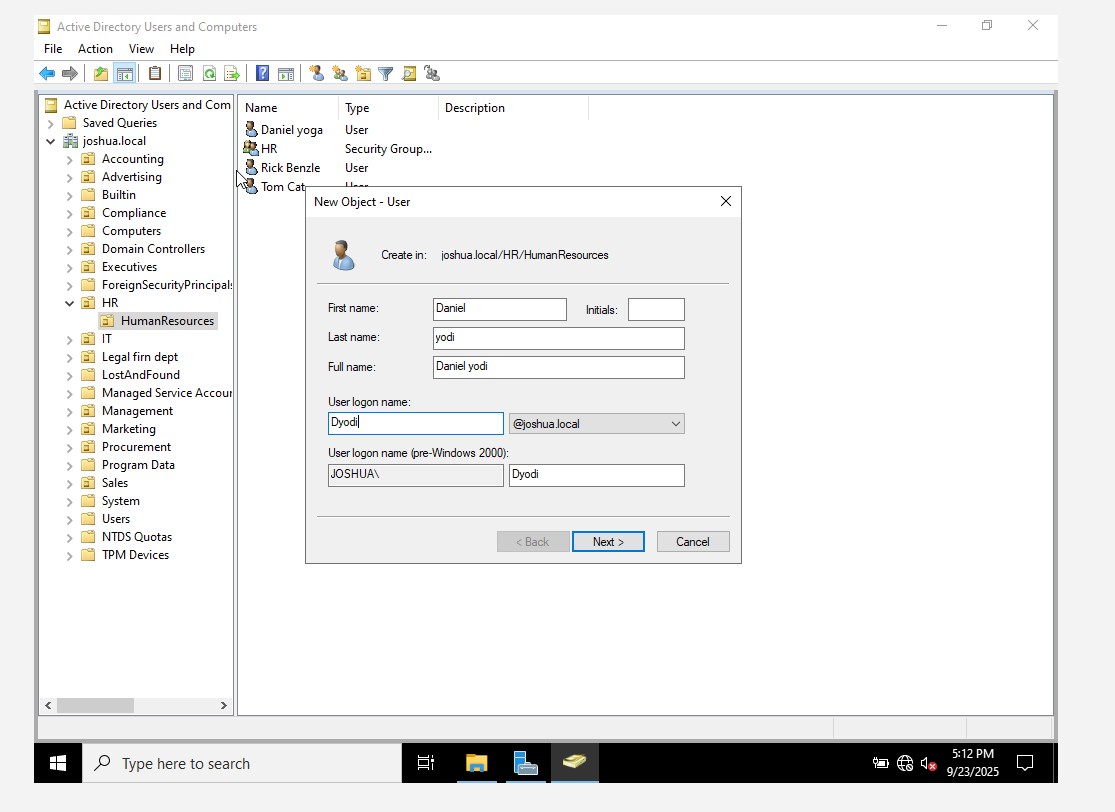 Active Directory Users and Computers
File Action View Help
Active Directory Users and Com
Saved Queries
joshua.local
Accounting
Advertising
Builtin
Compliance
Computers
Domain Controllers
Executives
ForeignSecurityPrincipals
HR
HumanResources
IT
Legal firn dept
LostAndFound
Managed Service Accour
Management
Marketing
Procurement
Program Data
Sales
System
Users
NTDS Quotas
TPM Devices
Name Type Description
Daniel yoga User
HR Security Group...
Rick Benzle User
Tom Cat User
New Object - User
Create in: joshua.local/HR/HumanResources
First name: Daniel Initials:
Last name: yodi
Full name: Daniel yodi
User logon name:
Dyodi @joshua.local
User logon name (pre-Windows 2000):
JOSHUA\ Dyodi
< Back Next > Cancel
Type here to search
5:12 PM
9/23/2025